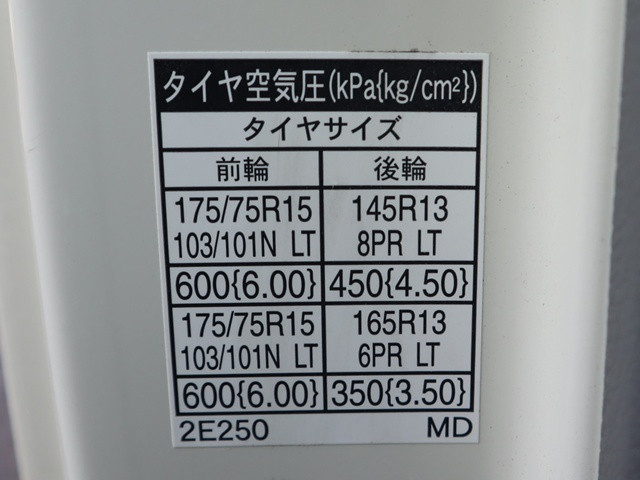 タイヤ空気圧(kPa{kg/cm²})
タイヤサイズ
前輪 後輪
175/75R15 145R13
103/101N LT 8PR LT
600{6.00} 450{4.50}
175/75R15 165R13
103/101N LT 6PR LT
600{6.00} 350{3.50}
2E250 MD